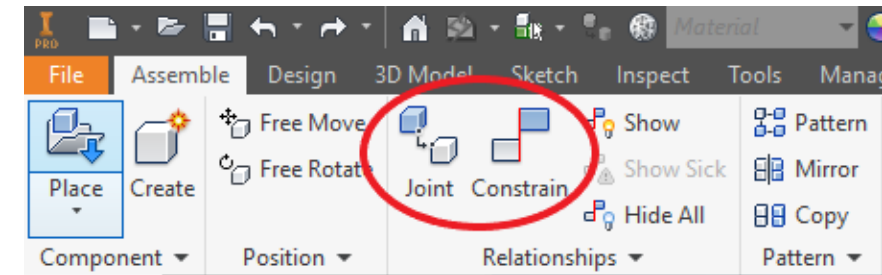 I PRO Material
File Assemble Design 3D Model Sketch Inspect Tools Manag
Free Move Show Pattern
Free Rotate Show Sick Mirror
Place Create Joint Constrain Hide All Copy
Component Position Relationships Pattern